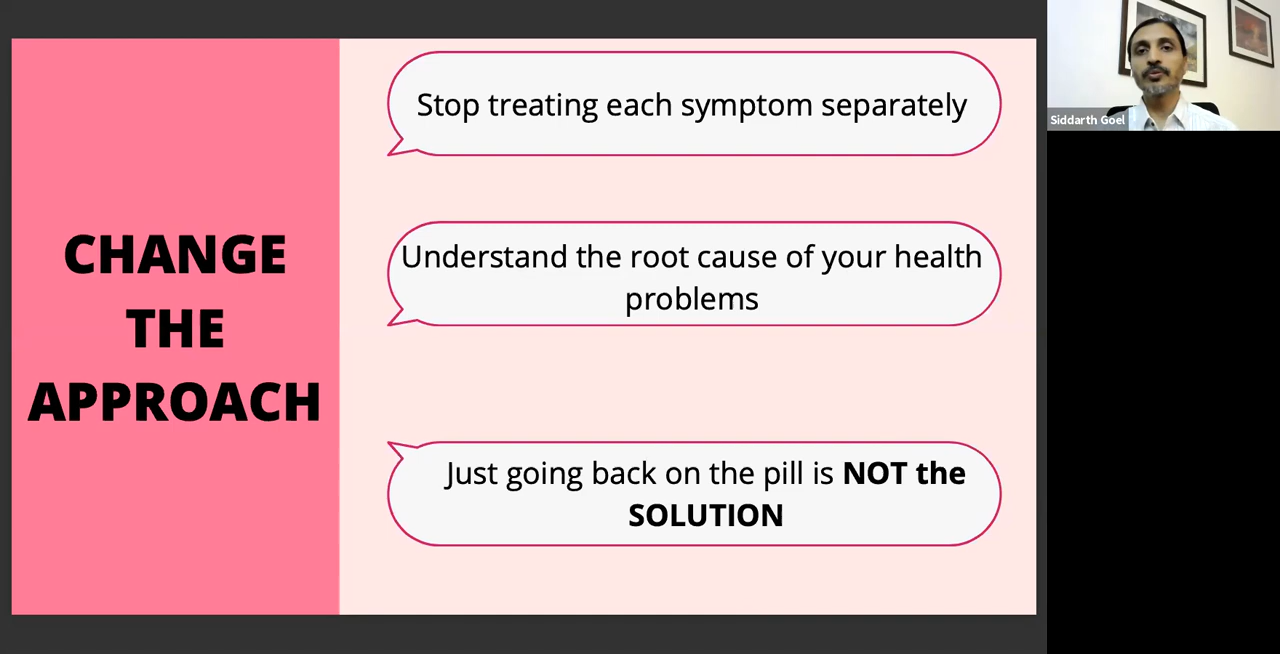 CHANGE
THE
APPROACH
Stop treating each symptom separately
Understand the root cause of your health
problems
Just going back on the pill is NOT the
SOLUTION
Siddarth Goel